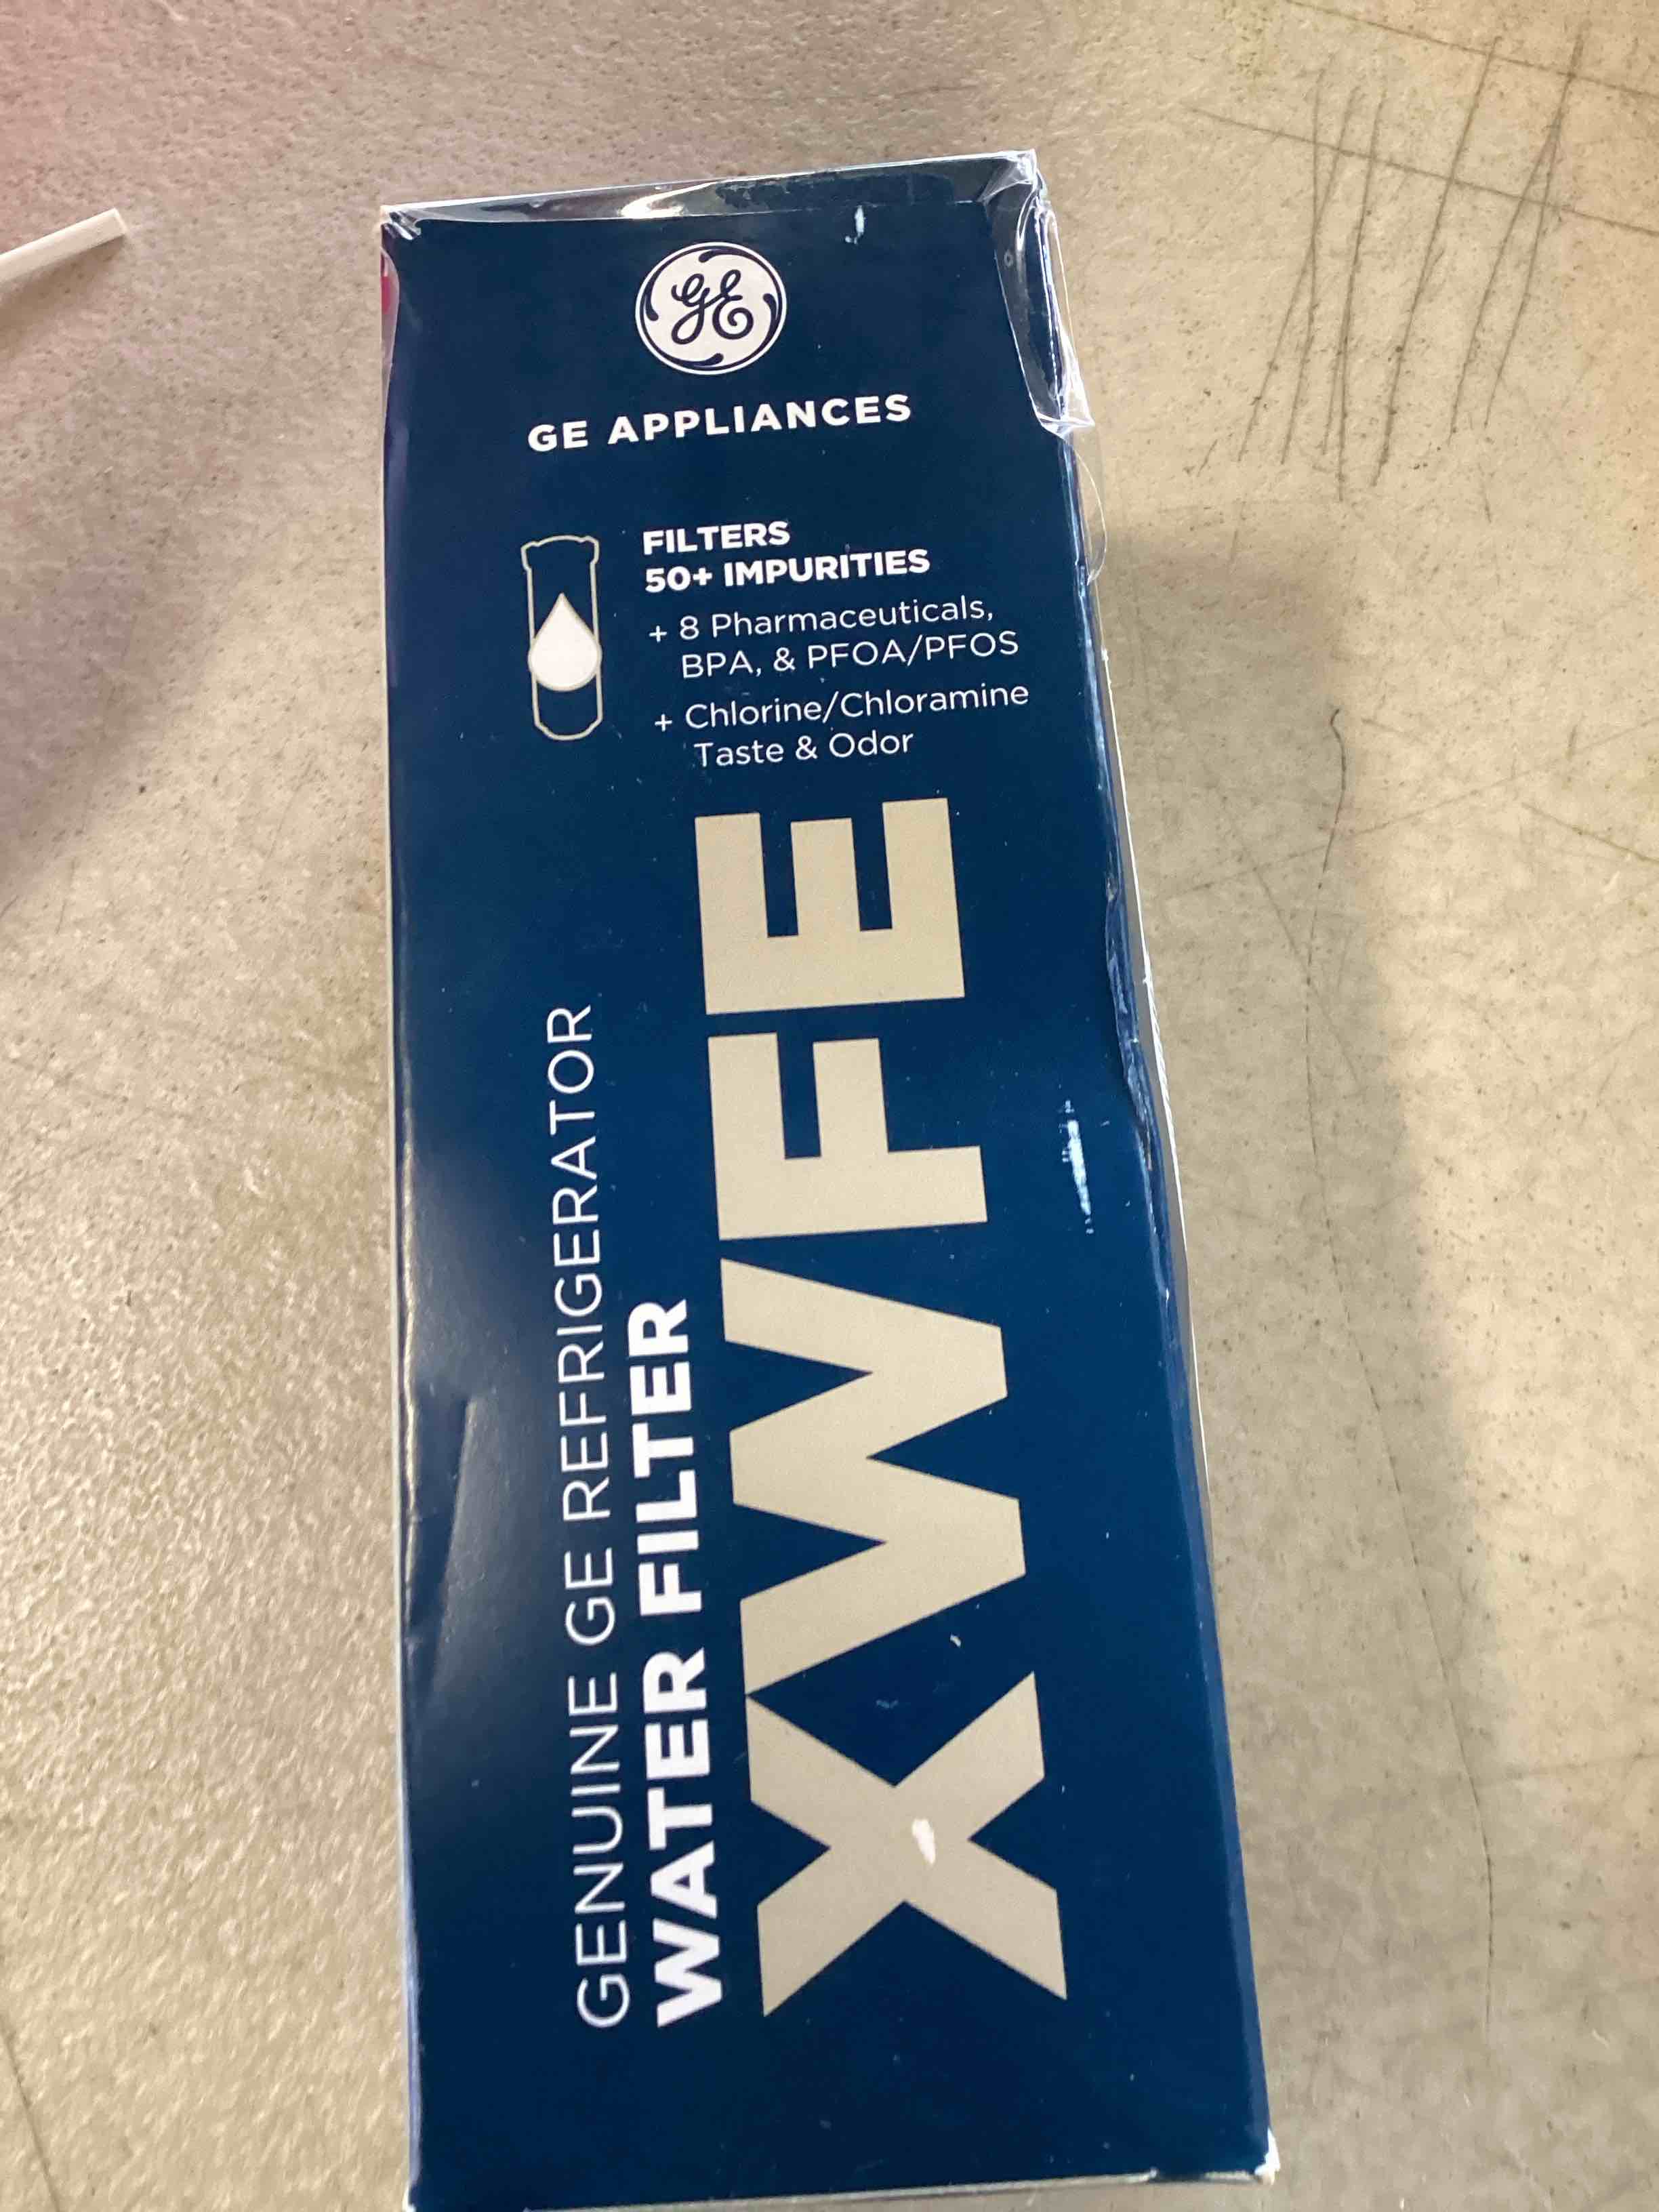 GE
GE APPLIANCES
FILTERS
50+ IMPURITIES
+ 8 Pharmaceuticals,
BPA, & PFOA/PFOS
+ Chlorine/Chloramine
Taste & Odor
GENUINE GE REFRIGERATOR
WATER FILTER
XWFE